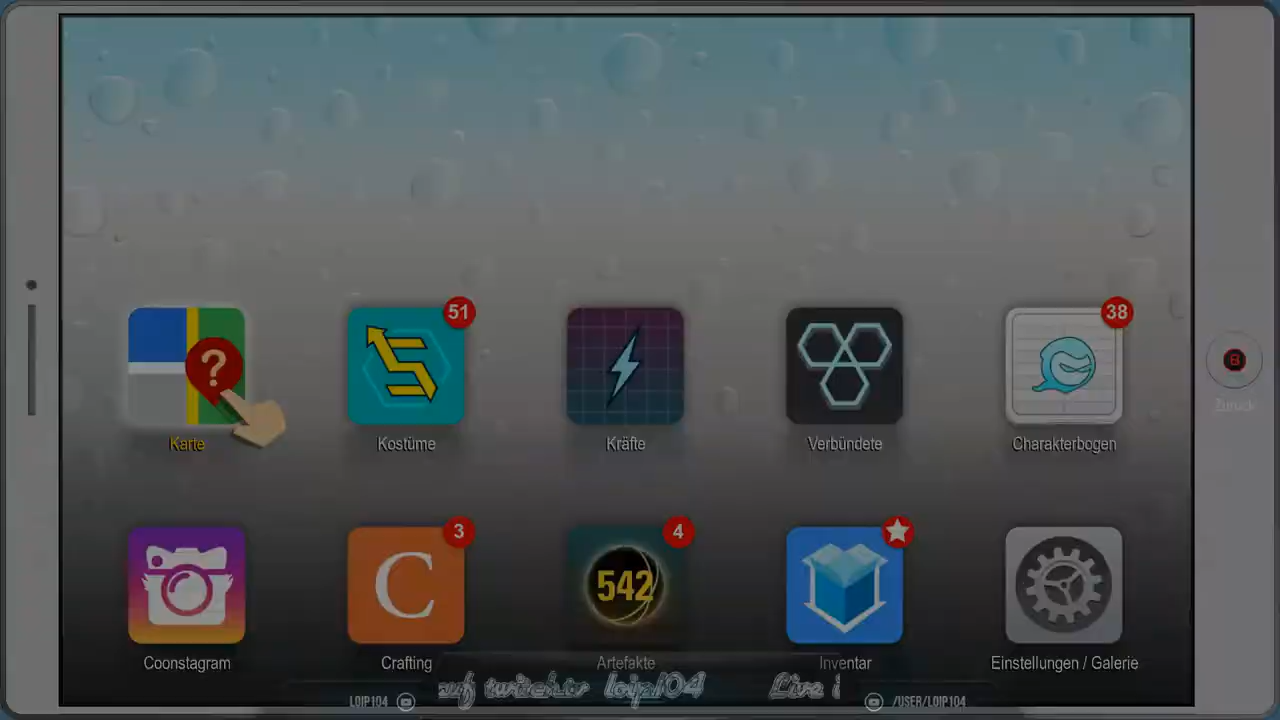 51
38
?
B
Zurück
Karte
Kostüme
Kräfte
Verbündete
Charakterbogen
3
4
C
542
Coonstagram
Crafting
Artefakte
Inventar
Einstellungen / Galerie
auf twitch.tv loip104 Live i
LOIP104
/USER/LOIP104